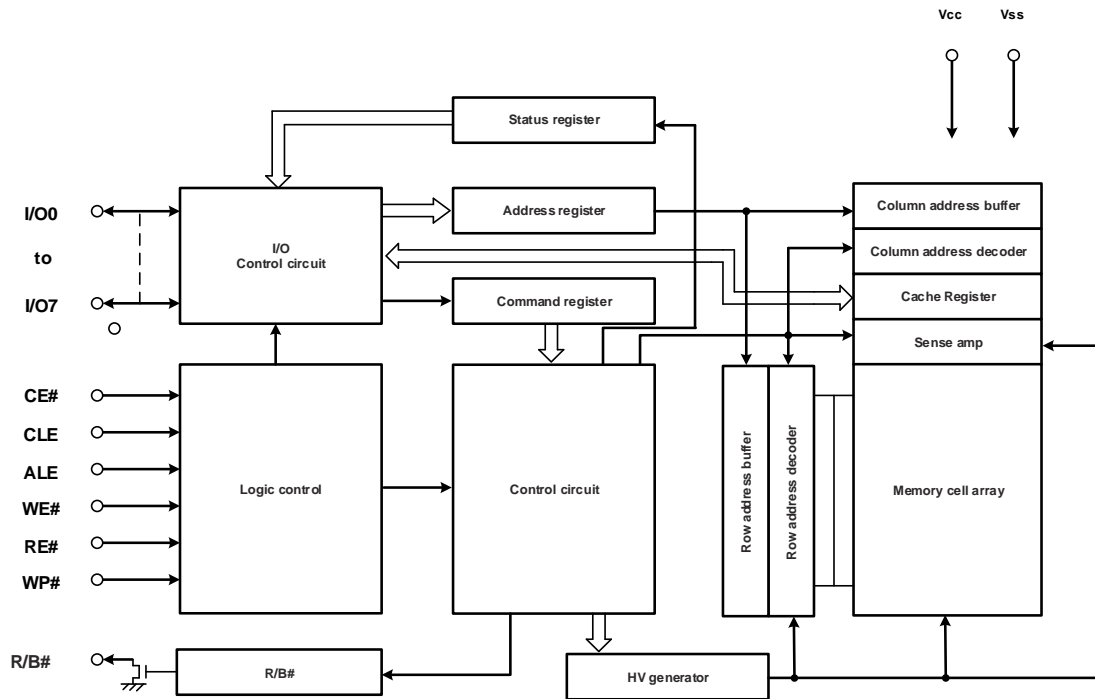 Vcc
Vss
Status register
I/O0
to
I/O7
I/O
Control circuit
Address register
Command register
Column address buffer
Column address decoder
Cache Register
Sense amp
CE#
CLE
ALE
WE#
RE#
WP#
Logic control
Control circuit
Row address buffer
Row address decoder
Memory cell array
R/B#
R/B#
HV generator